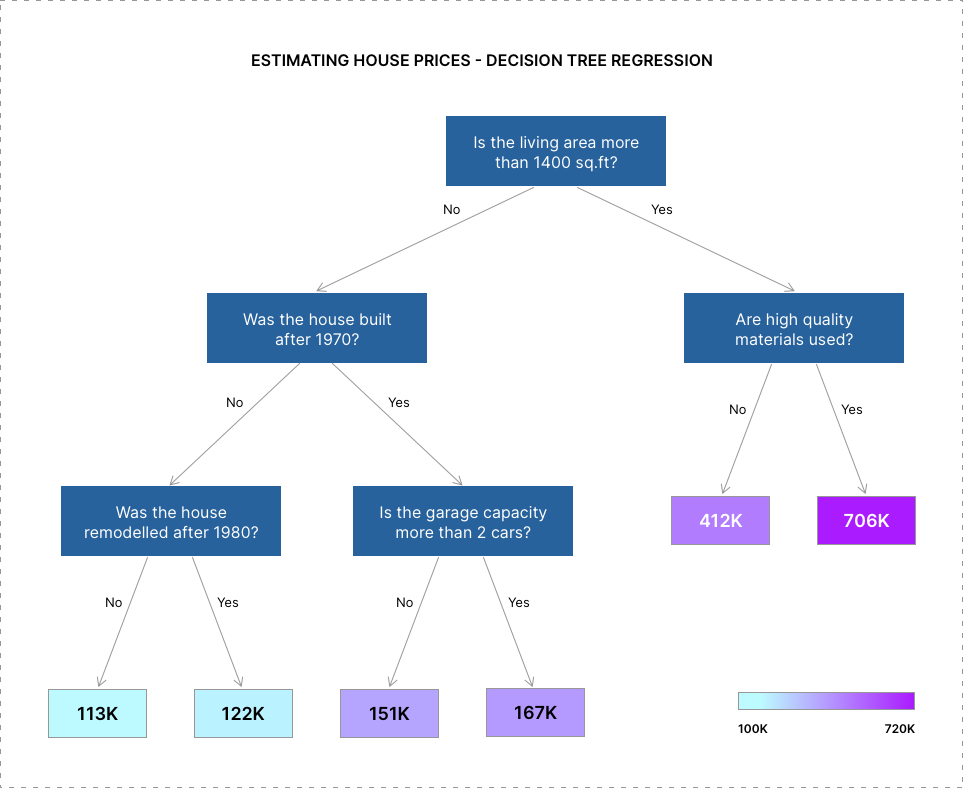 ESTIMATING HOUSE PRICES - DECISION TREE REGRESSION
Is the living area more
than 1400 sq.ft?
No
Yes
Was the house built
after 1970?
Are high quality
materials used?
No
Yes
No
Yes
Was the house
remodelled after 1980?
Is the garage capacity
more than 2 cars?
412K
706K
No
Yes
No
Yes
113K
122K
151K
167K
100K
720K